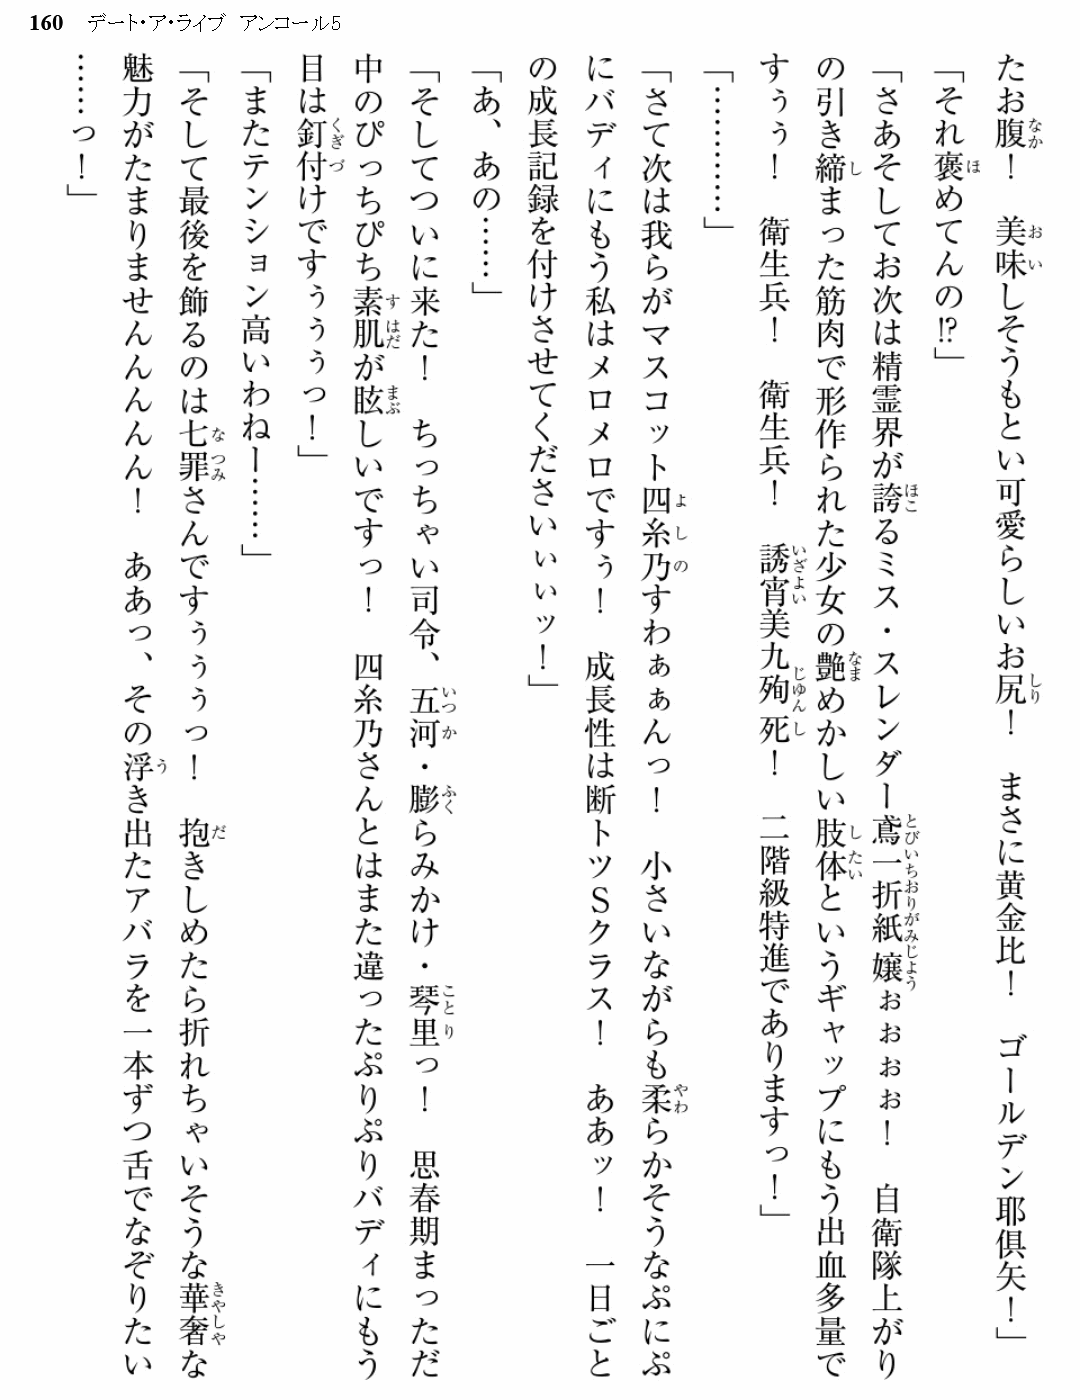 160 デート・ア・ライブ アンコール5
たお腹！　美味しそうもとい可愛らしいお尻！　まさに黄金比！　ゴールデン耶倶矢！」
「それ褒めてんの!?」
「さあそしてお次は精霊界が誇るミス・スレンダー鳶一折紙嬢ぉぉぉぉ！　自衛隊上がり
の引き締まった筋肉で形作られた少女の艶めかしい肢体というギャップにもう出血多量で
すぅぅ！　衛生兵！　衛生兵！　誘宵美九殉死！　二階級特進でありますっ！」
「…………」
「さて次は我らがマスコット四糸乃すわぁぁんっ！　小さいながらも柔らかそうなぷにぷ
にバディにもう私はメロメロですぅ！　成長性は断トツＳクラス！　ああッ！　一日ごと
の成長記録を付けさせてくださいぃぃッ！」
「あ、あの……」
「そしてついに来た！　ちっちゃい司令、五河・膨らみかけ・琴里っ！　思春期まっただ
中のぴっちぴち素肌が眩しいですっ！　四糸乃さんとはまた違ったぷりぷりバディにもう
目は釘付けですぅぅぅっ！」
「またテンション高いわねー……」
「そして最後を飾るのは七罪さんですぅぅぅっ！　抱きしめたら折れちゃいそうな華奢な
魅力がたまりませんんんんん！　ああっ、その浮き出たアバラを一本ずつ舌でなぞりたい
……っ！」